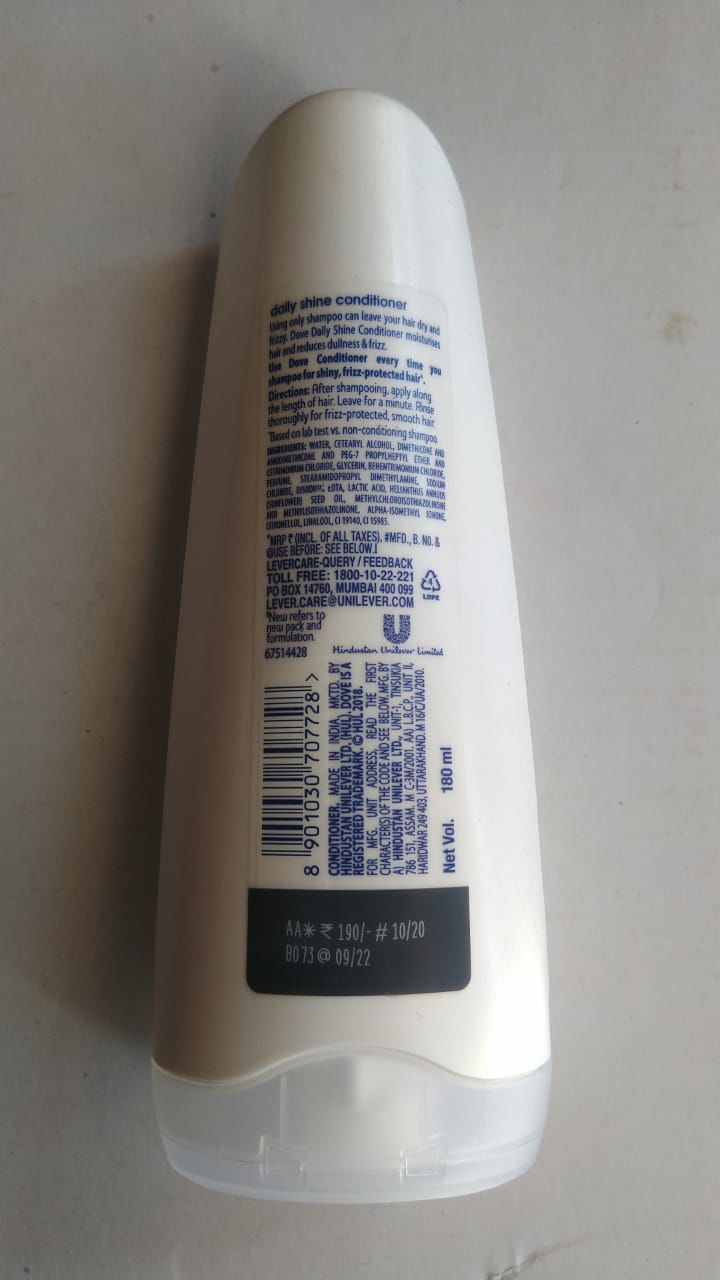 daily shine conditioner
Using only shampoo can leave your hair dry and
frizzy. Dove Daily Shine Conditioner moisturises
hair and reduces dullness & frizz.
Use Dove Conditioner every time you
shampoo for shiny, frizz-protected hair*.
Directions: After shampooing, apply along
the length of hair. Leave for a minute. Rinse
thoroughly for frizz-protected, smooth hair.
*Based on lab test vs. non-conditioning shampoo.
INGREDIENTS: WATER, CETEARYL ALCOHOL, DIMETHICONE AND
AMODIMETHICONE AND PEG-7 PROPYLHEPTYL ETHER AND
CETRIMONIUM CHLORIDE, GLYCERIN, BEHENTRIMONIUM CHLORIDE,
PERFUME, STEARAMIDOPROPYL DIMETHYLAMINE, SODIUM
CHLORIDE, DISODIUM EDTA, LACTIC ACID, HELIANTHUS ANNUUS
(SUNFLOWER) SEED OIL, METHYLCHLOROISOTHIAZOLINONE
AND METHYLISOTHIAZOLINONE, ALPHA-ISOMETHYL IONONE,
CITRONELLOL, LINALOOL, CI 19140, CI 15985.
*MRP ₹ (INCL. OF ALL TAXES), #MFD., B. NO. &
@USE BEFORE: SEE BELOW.
LEVERCARE-QUERY / FEEDBACK
TOLL FREE: 1800-10-22-221
PO BOX 14760, MUMBAI 400 099
LEVER.CARE@UNILEVER.COM
4
LDPE
New refers to
new pack and
formulation.
67514428
Hindustan Unilever Limited
8 901030 707728 >
CONDITIONER. MADE IN INDIA. MKTD. BY
HINDUSTAN UNILEVER LTD. (HUL). DOVE IS A
REGISTERED TRADEMARK. © HUL 2018.
FOR MFG. UNIT ADDRESS, READ THE FIRST
CHARACTER(S) OF THE CODE AND SEE BELOW. MFG. BY
A) HINDUSTAN UNILEVER LTD., UNIT-1, TINSUKIA
786 151, ASSAM. M C-3M/2001. AA) L.B.C.P. UNIT II,
HARIDWAR 249 403, UTTARAKHAND. M 16/C/UA/2010.
Net Vol. 180 ml
AA* ₹ 190/- # 10/20
B073 @ 09/22